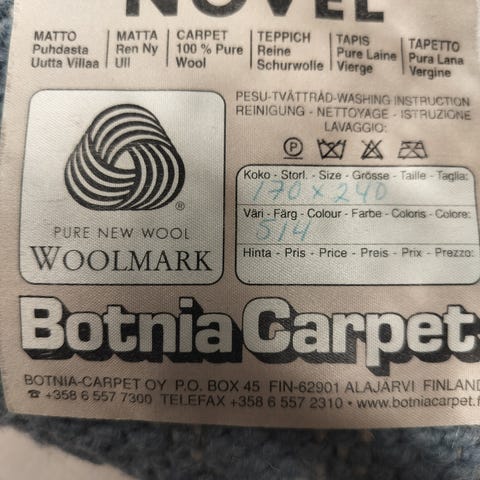 NOVEL
MATTO MATTA CARPET TEPPICH TAPIS TAPETTO
Puhdasta Ren Ny 100 % Pure Reine Pure Laine Pura Lana
Uutta Villaa Ull Wool Schurwolle Vierge Vergine
PESU-TVÄTTRÅD-WASHING INSTRUCTION
REINIGUNG - NETTOYAGE - ISTRUZIONE
LAVAGGIO:
P
Koko - Storl. - Size - Grösse - Taille - Taglia:
170 x 240
Väri - Färg - Colour - Farbe - Coloris - Colore:
514
Hinta - Pris - Price - Preis - Prix - Prezzo:
®
PURE NEW WOOL
WOOLMARK
Botnia Carpet
BOTNIA-CARPET OY P.O. BOX 45 FIN-62901 ALAJÄRVI FINLAND
☎ +358 6 557 7300 TELEFAX +358 6 557 2310 • www.botniacarpet.f